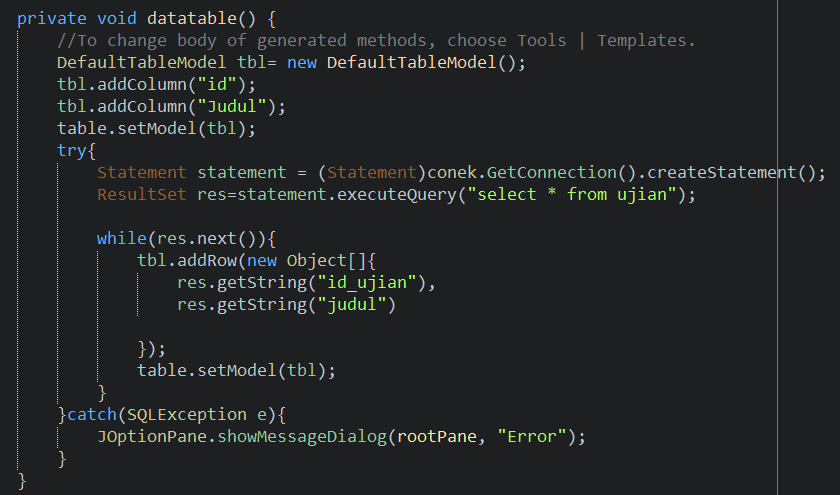 private void datatable() {
    //To change body of generated methods, choose Tools | Templates.
    DefaultTableModel tbl= new DefaultTableModel();
    tbl.addColumn("id");
    tbl.addColumn("Judul");
    table.setModel(tbl);
    try{
        Statement statement = (Statement)conek.GetConnection().createStatement();
        ResultSet res=statement.executeQuery("select * from ujian");
        while(res.next()){
            tbl.addRow(new Object[]{
                res.getString("id_ujian"),
                res.getString("judul")
            });
            table.setModel(tbl);
        }
    }catch(SQLException e){
        JOptionPane.showMessageDialog(rootPane, "Error");
    }
}